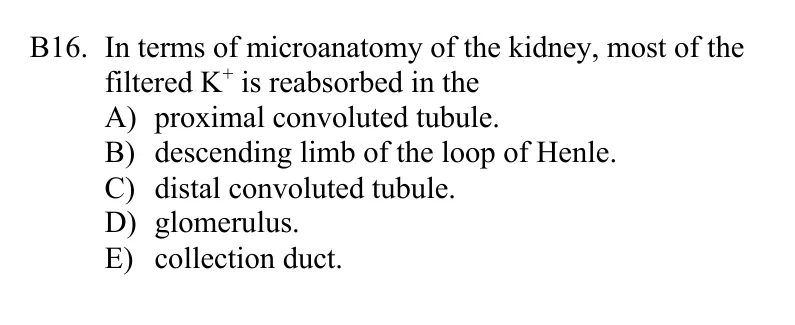 B16. In terms of microanatomy of the kidney, most of the
filtered K⁺ is reabsorbed in the
A) proximal convoluted tubule.
B) descending limb of the loop of Henle.
C) distal convoluted tubule.
D) glomerulus.
E) collection duct.